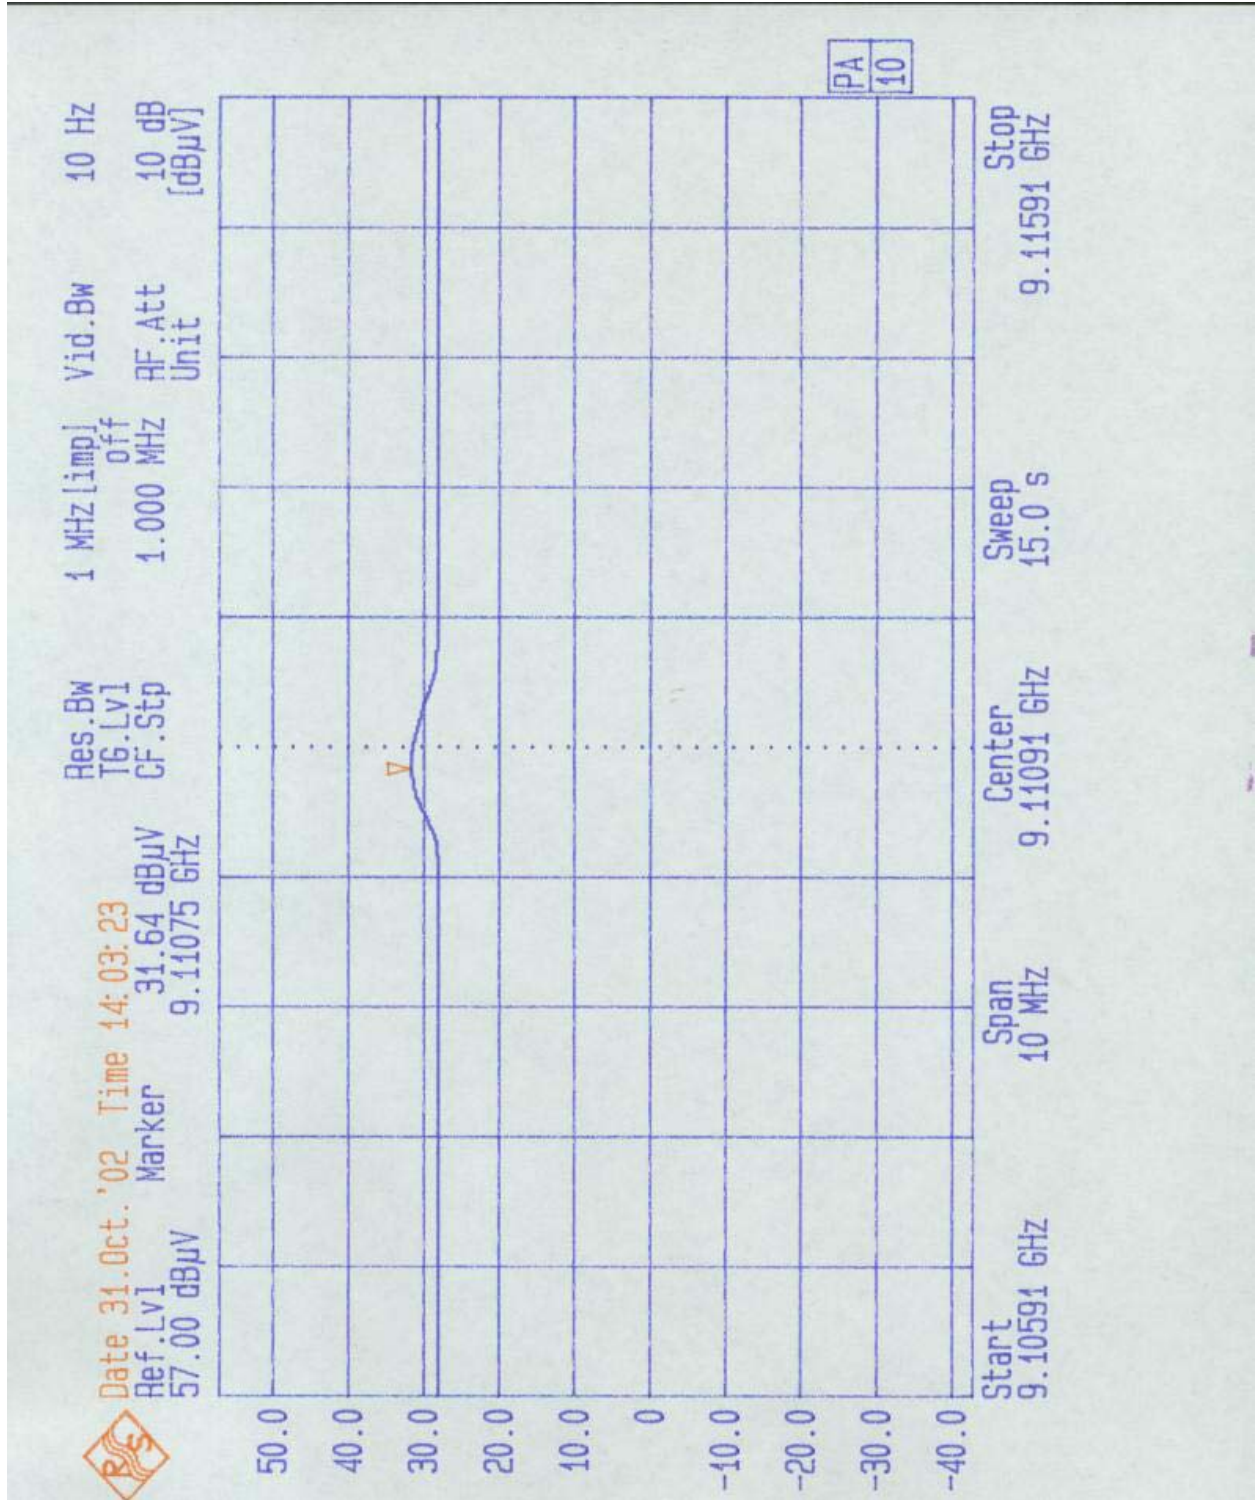 R S
Date 31.Oct.'02 Time 14:03:23
Ref.Lvl Marker Res.Bw 1 MHz[imp] Vid.Bw 10 Hz
57.00 dBµV 31.64 dBµV TG.Lvl off
9.11075 GHz CF.Stp 1.000 MHz RF.Att 10 dB
Unit [dBµV]
50.0
40.0
30.0
20.0
10.0
0
-10.0
-20.0
-30.0
-40.0
Start Span Center Sweep Stop
9.10591 GHz 10 MHz 9.11091 GHz 15.0 s 9.11591 GHz
PA
10